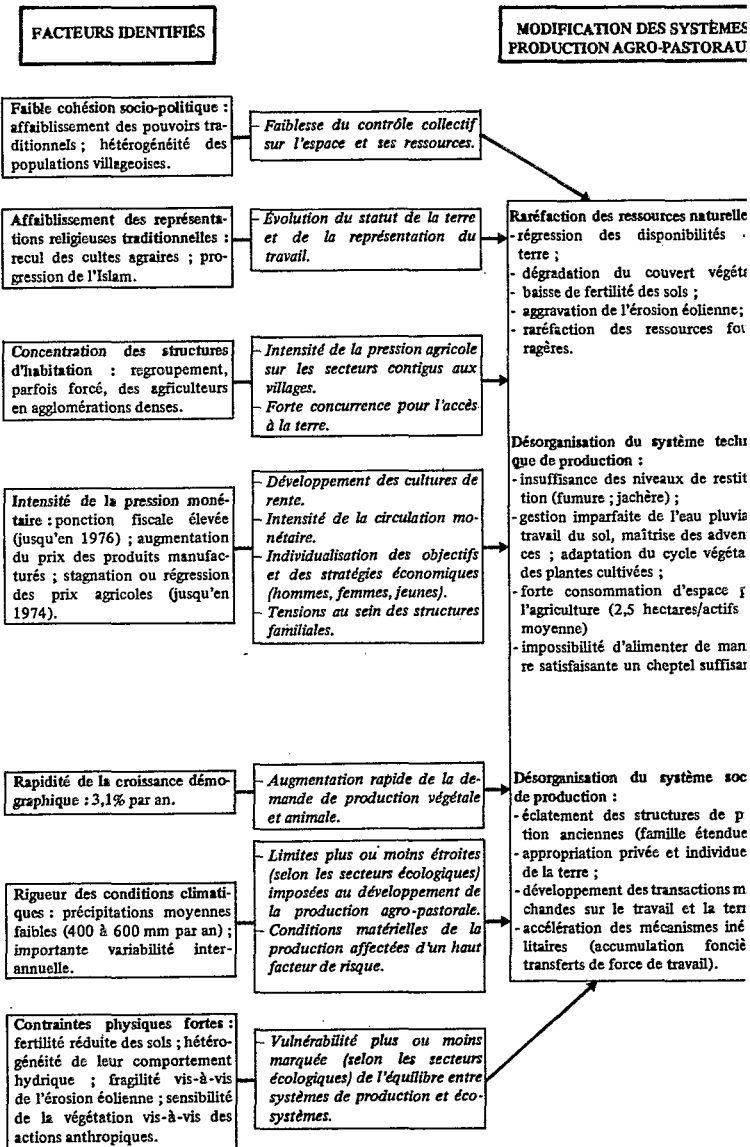 FACTEURS IDENTIFIÉS
MODIFICATION DES SYSTÈMES
PRODUCTION AGRO-PASTORAU
Faible cohésion socio-politique :
affaiblissement des pouvoirs tra-
ditionnels ; hétérogénéité des
populations villageoises.
- Faiblesse du contrôle collectif
sur l'espace et ses ressources.
Affaiblissement des représenta-
tions religieuses traditionnelles :
recul des cultes agraires ; pro-
gression de l'Islam.
- Évolution du statut de la terre
et de la représentation du
travail.
Concentration des structures
d'habitation : regroupement,
parfois forcé, des agriculteurs
en agglomérations denses.
- Intensité de la pression agricole
sur les secteurs contigus aux
villages.
- Forte concurrence pour l'accès
à la terre.
Intensité de la pression moné-
taire : ponction fiscale élevée
(jusqu'en 1976) ; augmentation
du prix des produits manufac-
turés ; stagnation ou régression
des prix agricoles (jusqu'en
1974).
- Développement des cultures de
rente.
- Intensité de la circulation mo-
nétaire.
- Individualisation des objectifs
et des stratégies économiques
(hommes, femmes, jeunes).
- Tensions au sein des structures
familiales.
Rapidité de la croissance démo-
graphique : 3,1% par an.
- Augmentation rapide de la de-
mande de production végétale
et animale.
Rigueur des conditions climati-
ques : précipitations moyennes
faibles (400 à 600 mm par an) ;
importante variabilité inter-
annuelle.
- Limites plus ou moins étroites
(selon les secteurs écologiques)
imposées au développement de
la production agro-pastorale.
- Conditions matérielles de la
production affectées d'un haut
facteur de risque.
Contraintes physiques fortes :
fertilité réduite des sols ; hétéro-
généité de leur comportement
hydrique ; fragilité vis-à-vis
de l'érosion éolienne ; sensibilité
de la végétation vis-à-vis des
actions anthropiques.
- Vulnérabilité plus ou moins
marquée (selon les secteurs
écologiques) de l'équilibre entre
systèmes de production et éco-
systèmes.
Raréfaction des ressources naturelle
- régression des disponibilités
terre ;
- dégradation du couvert végéta
- baisse de fertilité des sols ;
- aggravation de l'érosion éolienne;
- raréfaction des ressources fou
ragères.
Désorganisation du système techn
que de production :
- insuffisance des niveaux de restit
tion (fumure ; jachère) ;
- gestion imparfaite de l'eau pluvia
travail du sol, maîtrise des adven
ces ; adaptation du cycle végéta
des plantes cultivées ;
- forte consommation d'espace p
l'agriculture (2,5 hectares/actifs
moyenne)
- impossibilité d'alimenter de man
re satisfaisante un cheptel suffisan
Désorganisation du système soc
de production :
- éclatement des structures de p
tion anciennes (famille étendue
- appropriation privée et individue
de la terre ;
- développement des transactions m
chandes sur le travail et la terr
- accélération des mécanismes iné
litaires (accumulation fonciè
transferts de force de travail).